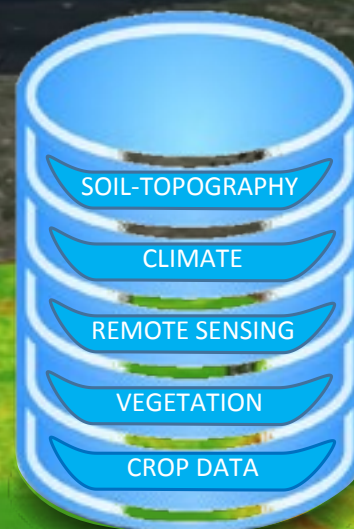 SOIL-TOPOGRAPHY
CLIMATE
REMOTE SENSING
VEGETATION
CROP DATA